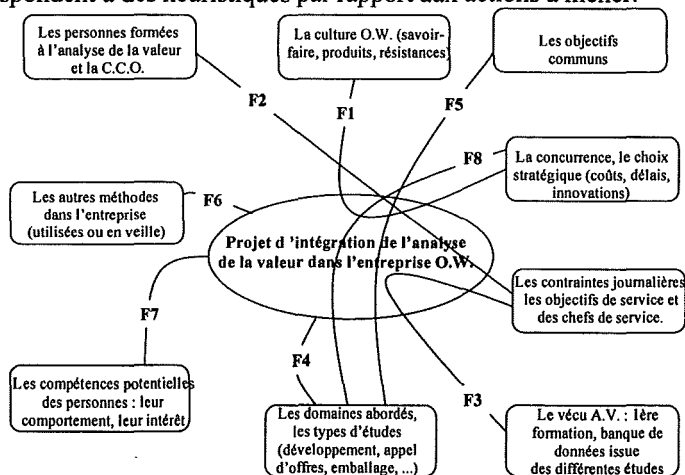 spondent à des heuristiques par rapport aux actions à mener.
Les personnes formées
à l'analyse de la valeur
et la C.C.O.
La culture O.W. (savoir-
faire, produits, résistances)
Les objectifs
communs
F2
F1
F5
F8
La concurrence, le choix
stratégique (coûts, délais,
innovations)
Les autres méthodes
dans l'entreprise
(utilisées ou en veille)
F6
Projet d 'intégration de l'analyse
de la valeur dans l'entreprise O.W.
Les contraintes journalières
les objectifs de service et
des chefs de service.
F7
F4
F3
Les compétences potentielles
des personnes : leur
comportement, leur intérêt
Les domaines abordés,
les types d'études
(développement, appel
d'offres, emballage, ...)
Le vécu A.V. : 1ère
formation, banque de
données issue
des différentes études